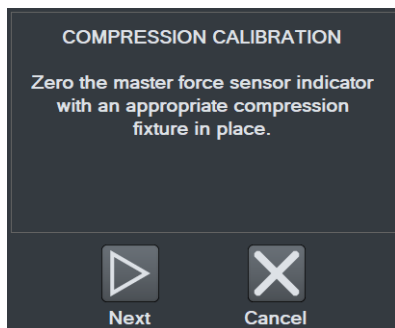 COMPRESSION CALIBRATION
Zero the master force sensor indicator
with an appropriate compression
fixture in place.
Next
Cancel